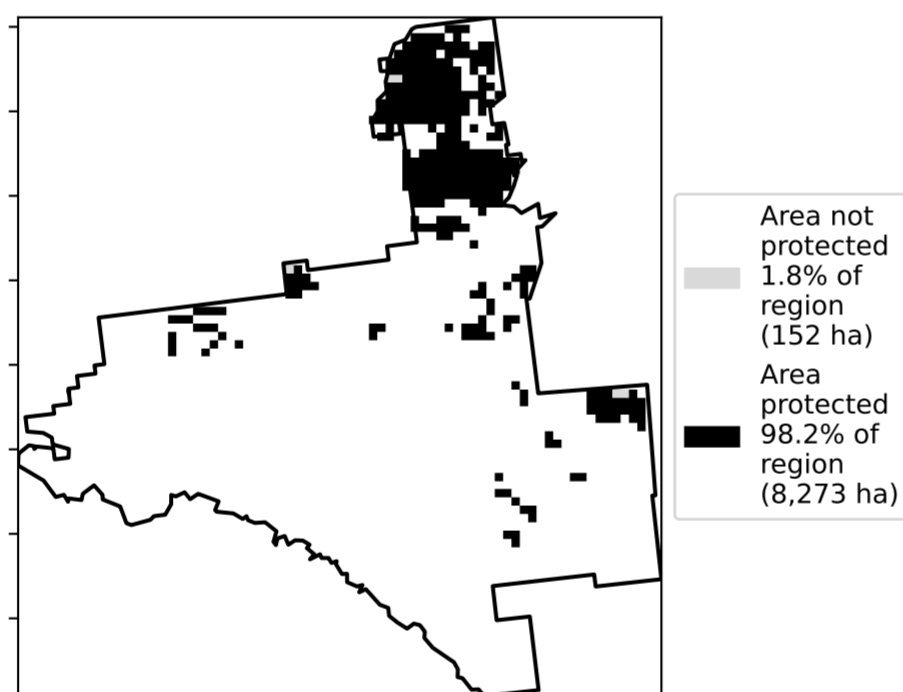 Area not
protected
1.8% of
region
(152 ha)
Area
protected
98.2% of
region
(8,273 ha)